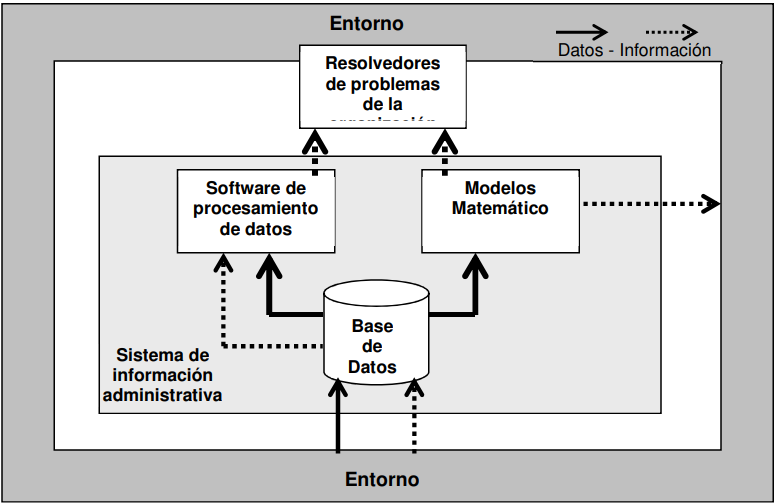 Entorno
Datos - Información
Resolvedores
de problemas
de la
Software de
procesamiento
de datos
Modelos
Matemático
Base
de
Datos
Sistema de
información
administrativa
Entorno